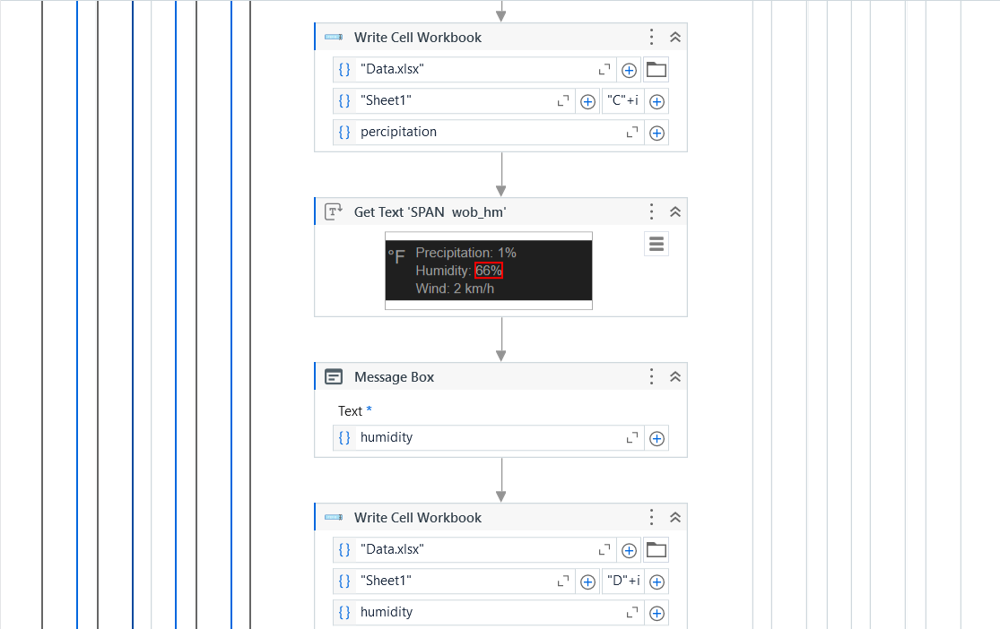 Write Cell Workbook
{} "Data.xlsx"
{} "Sheet1" "C"+i
{} percipitation
Get Text 'SPAN  wob_hm'
°F Precipitation: 1%
Humidity: 66%
Wind: 2 km/h
Message Box
Text *
{} humidity
Write Cell Workbook
{} "Data.xlsx"
{} "Sheet1" "D"+i
{} humidity